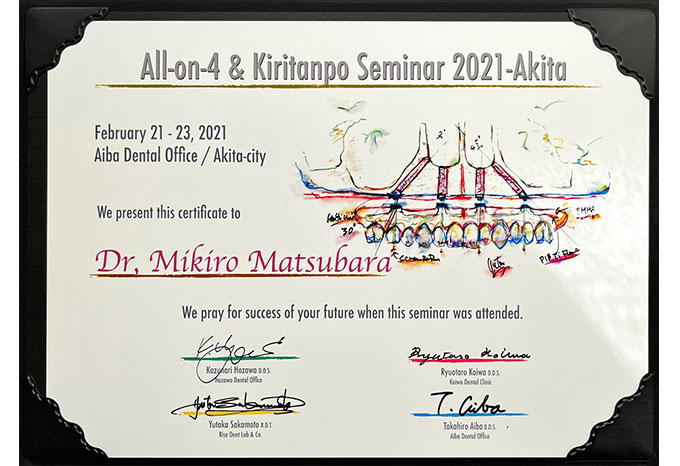 All-on-4 & Kiritanpo Seminar 2021-Akita
February 21 - 23, 2021
Aiba Dental Office / Akita-city
30°
We present this certificate to
Dr, Mikiro Matsubara
We pray for success of your future when this seminar was attended.
Kazunari Hozawa D.D.S.
Hozawa Dental Office
Ryutaro Koiwa
Ryuotaro Koiwa D.D.S.
Koiwa Dental Clinic
Yutaka Sakamoto R.D.T.
Rise Dent Lab & Co.
T. Aiba
Takahiro Aiba D.D.S.
Aiba Dental Office